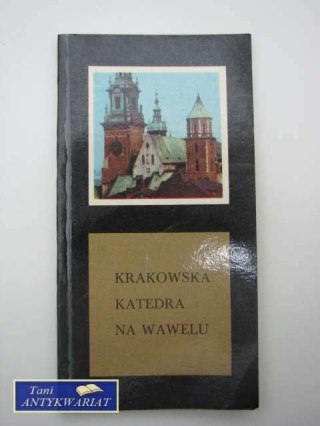 KRAKOWSKA
KATEDRA
NA WAWELU
Tani
ANTYKWARIAT